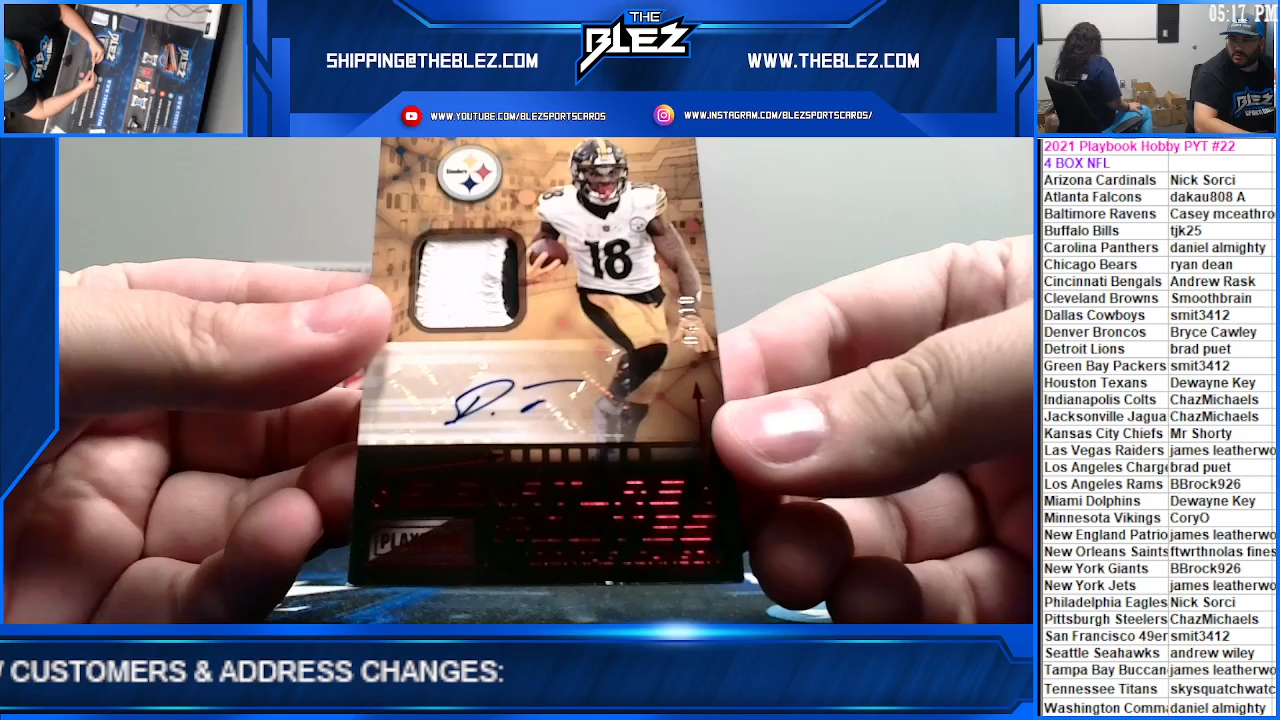 05:17 PM
THE
BLEZ
SHIPPING@THEBLEZ.COM
WWW.THEBLEZ.COM
WWW.YOUTUBE.COM/BLEZSPORTSCARDS
WWW.INSTAGRAM.COM/BLEZSPORTSCARDS/
Steelers
18
CUSTOMERS & ADDRESS CHANGES:
2021 Playbook Hobby PYT #22
4 BOX NFL
Arizona Cardinals Nick Sorci
Atlanta Falcons dakau808 A
Baltimore Ravens Casey mceathro
Buffalo Bills tjk25
Carolina Panthers daniel almighty
Chicago Bears ryan dean
Cincinnati Bengals Andrew Rask
Cleveland Browns Smoothbrain
Dallas Cowboys smit3412
Denver Broncos Bryce Cawley
Detroit Lions brad puet
Green Bay Packers smit3412
Houston Texans Dewayne Key
Indianapolis Colts ChazMichaels
Jacksonville Jagua ChazMichaels
Kansas City Chiefs Mr Shorty
Las Vegas Raiders james leatherwo
Los Angeles Charge brad puet
Los Angeles Rams BBrock926
Miami Dolphins Dewayne Key
Minnesota Vikings CoryO
New England Patrio james leatherwo
New Orleans Saints ftwrthnolas fines
New York Giants BBrock926
New York Jets james leatherwo
Philadelphia Eagles Nick Sorci
Pittsburgh Steelers ChazMichaels
San Francisco 49er smit3412
Seattle Seahawks andrew wiley
Tampa Bay Buccan james leatherwo
Tennessee Titans skysquatchwatc
Washington Comma daniel almighty